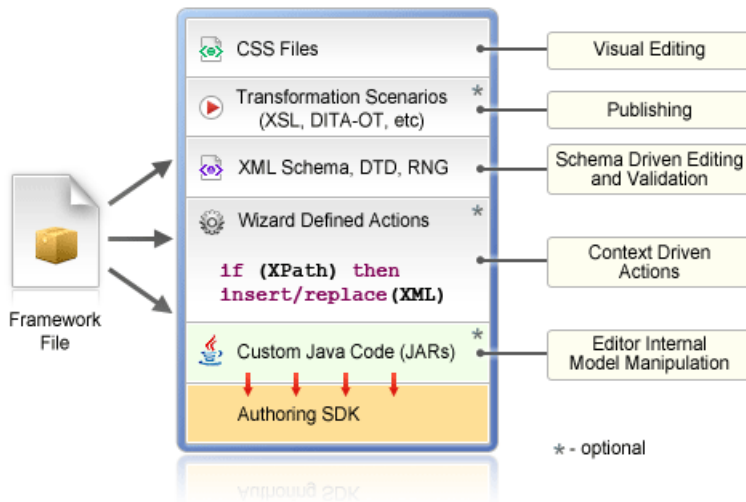 CSS Files
Visual Editing
Transformation Scenarios *
(XSL, DITA-OT, etc)
Publishing
XML Schema, DTD, RNG
Schema Driven Editing
and Validation
Wizard Defined Actions *
if (XPath) then
insert/replace(XML)
Context Driven
Actions
Framework
File
Custom Java Code (JARs) *
Editor Internal
Model Manipulation
Authoring SDK
* - optional